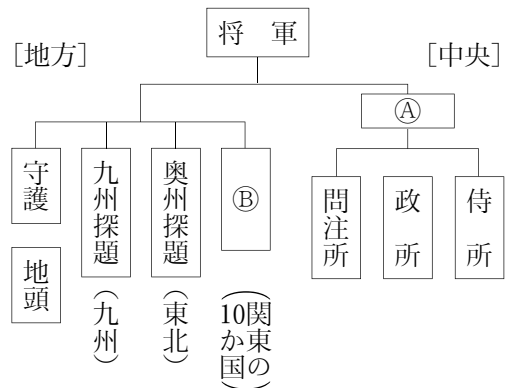 将軍
[地方]
[中央]
Ⓐ
守護
地頭
九州探題
(九州)
奥州探題
(東北)
Ⓑ
(関東の
10か国)
問注所
政所
侍所